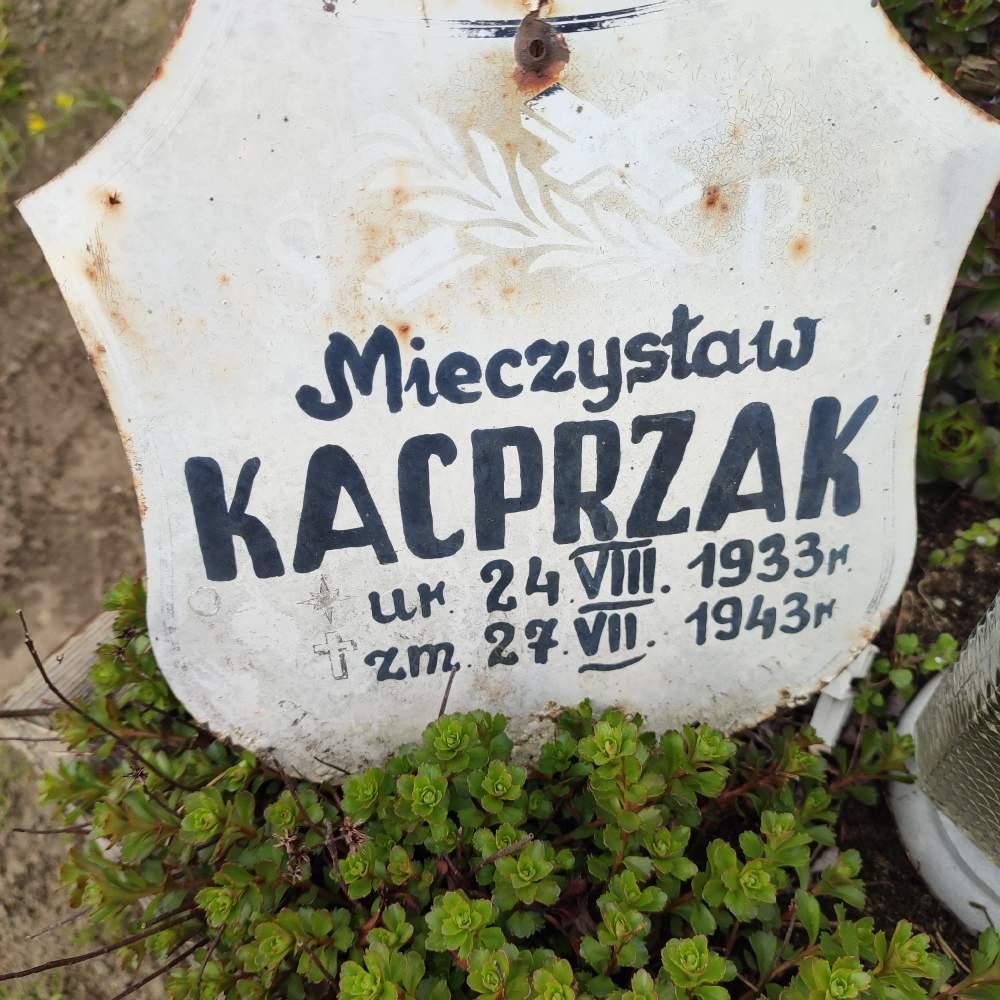 S P
Mieczysław
KACPRZAK
ur. 24.VIII. 1933r.
zm. 27.VII. 1943r